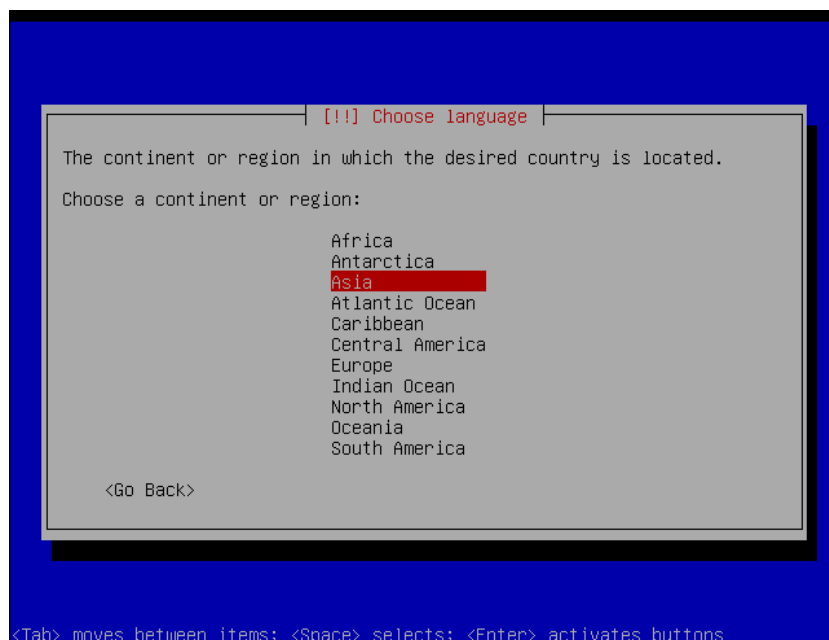 [!!] Choose language
The continent or region in which the desired country is located.
Choose a continent or region:
Africa
Antarctica
Asia
Atlantic Ocean
Caribbean
Central America
Europe
Indian Ocean
North America
Oceania
South America
<Go Back>
<Tab> moves between items; <Space> selects; <Enter> activates buttons